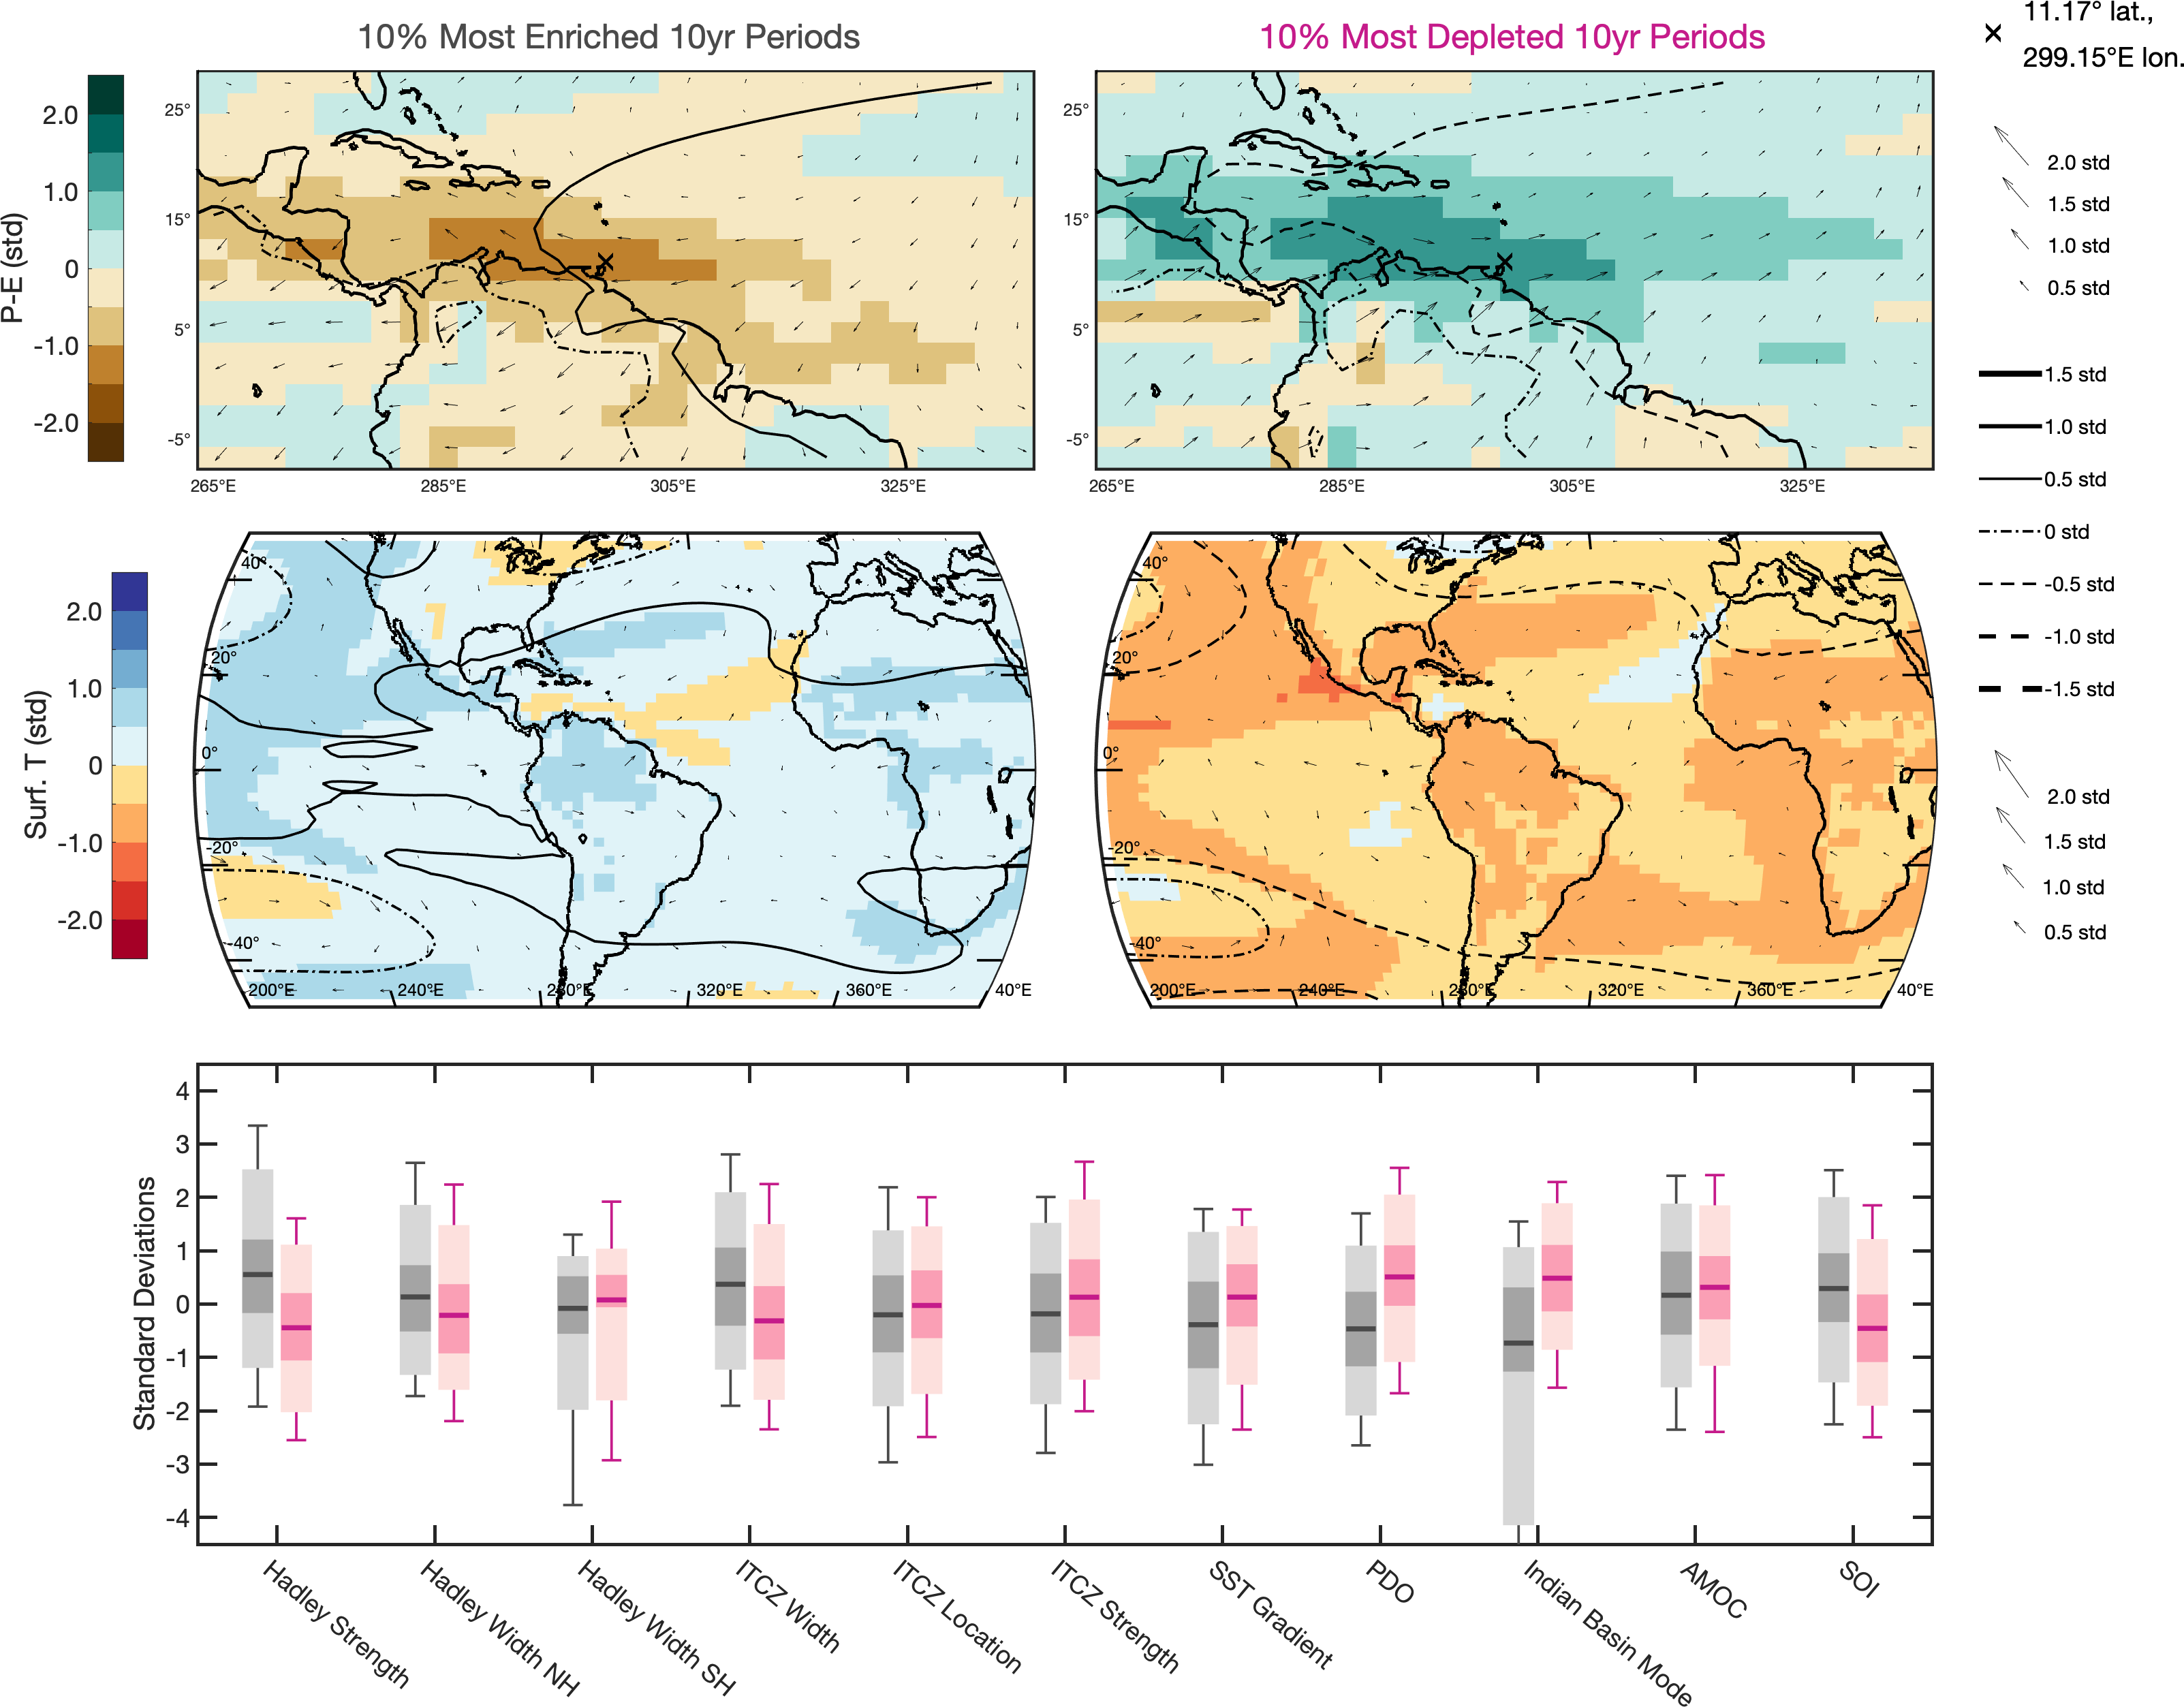 10% Most Enriched 10yr Periods
10% Most Depleted 10yr Periods
11.17° lat.,
299.15°E lon.
P-E (std)
2.0
1.0
0
-1.0
-2.0
25°
15°
5°
-5°
265°E
285°E
305°E
325°E
25°
15°
5°
-5°
265°E
285°E
305°E
325°E
2.0 std
1.5 std
1.0 std
0.5 std
1.5 std
1.0 std
0.5 std
0 std
-0.5 std
-1.0 std
-1.5 std
Surf. T (std)
2.0
1.0
0
-1.0
-2.0
40°
20°
0°
-20°
-40°
200°E
240°E
280°E
320°E
360°E
40°E
40°
20°
0°
-20°
-40°
200°E
240°E
280°E
320°E
360°E
40°E
2.0 std
1.5 std
1.0 std
0.5 std
Standard Deviations
4
3
2
1
0
-1
-2
-3
-4
Hadley Strength
Hadley Width NH
Hadley Width SH
ITCZ Width
ITCZ Location
ITCZ Strength
SST Gradient
PDO
Indian Basin Mode
AMOC
SOI